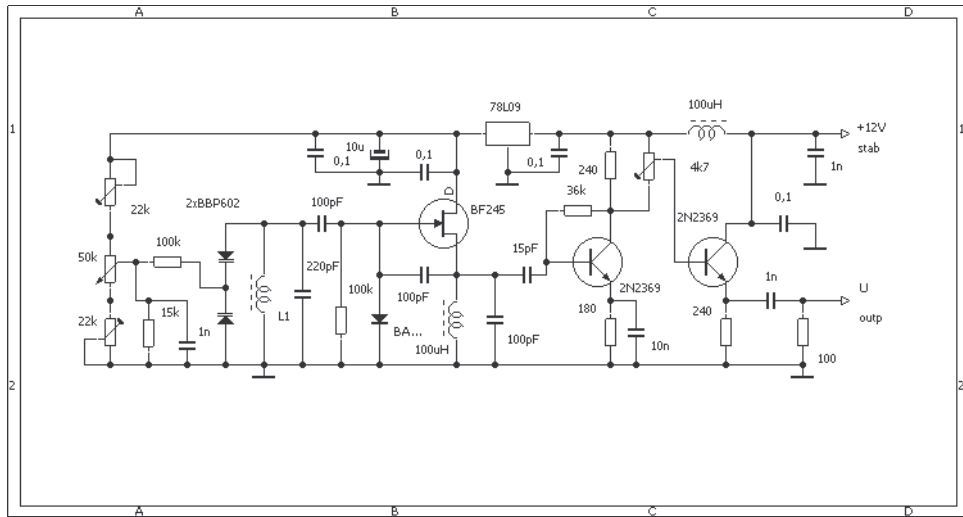 A B C D
1 1
78L09
100uH
+12V
stab
10u
0,1
0,1
0,1
240
4k7
1n
36k
22k
2xBBP602
D
BF245
100pF
2N2369
0,1
15pF
50k
100k
220pF
100k
100pF
2N2369
1n
U
outp
L1
22k
15k
1n
BA...
100uH
100pF
180
10n
240
100
2 2
A B C D